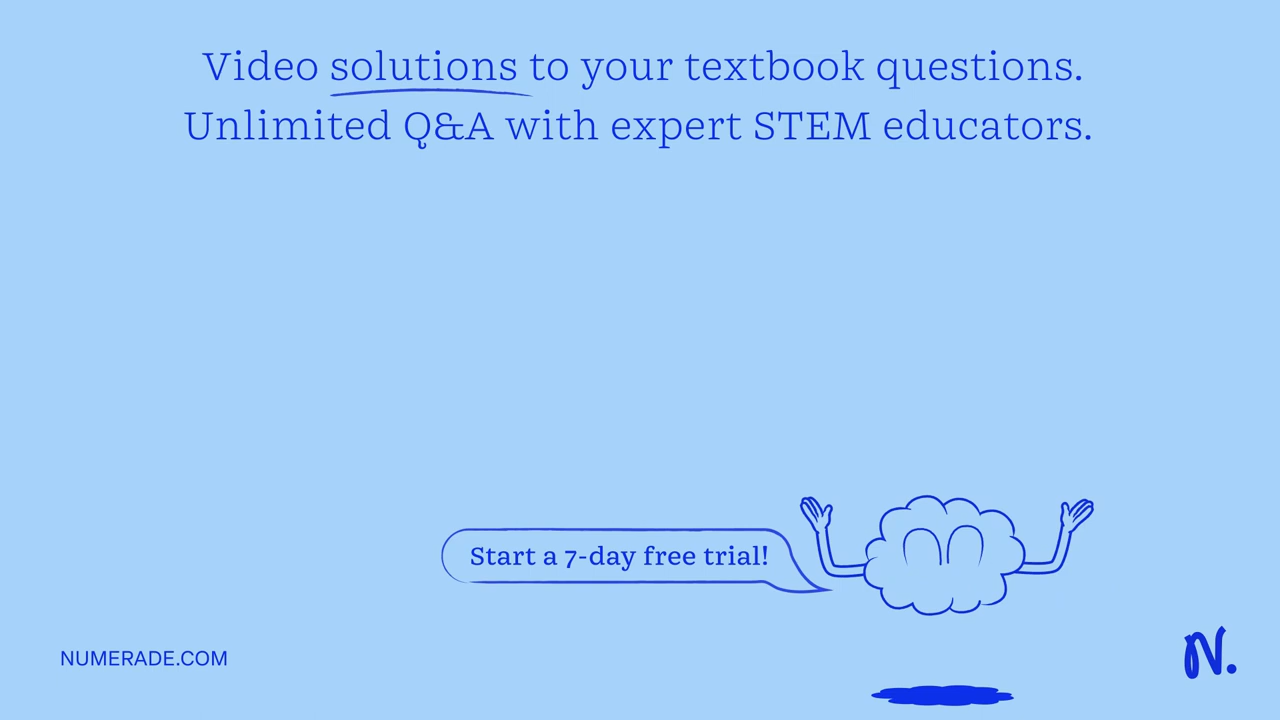 Video solutions to your textbook questions.
Unlimited Q&A with expert STEM educators.
Start a 7-day free trial!
NUMERADE.COM
N.